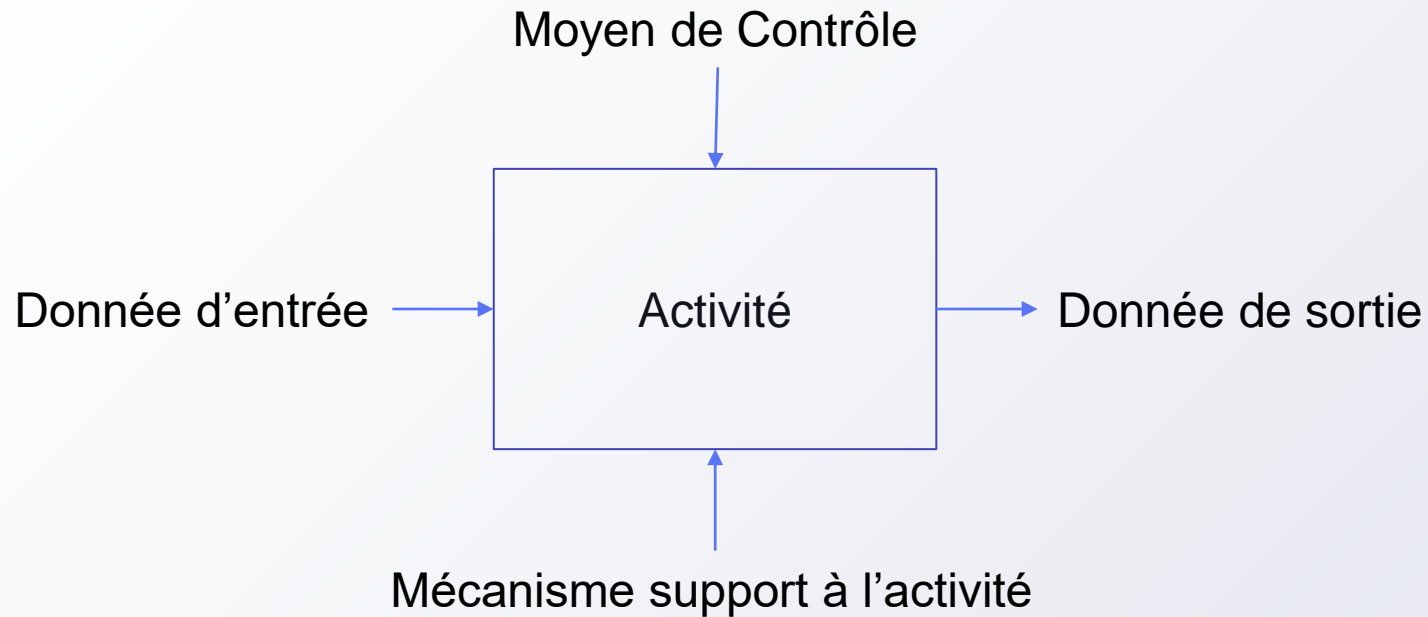 Moyen de Contrôle
Donnée d’entrée
Activité
Donnée de sortie
Mécanisme support à l’activité